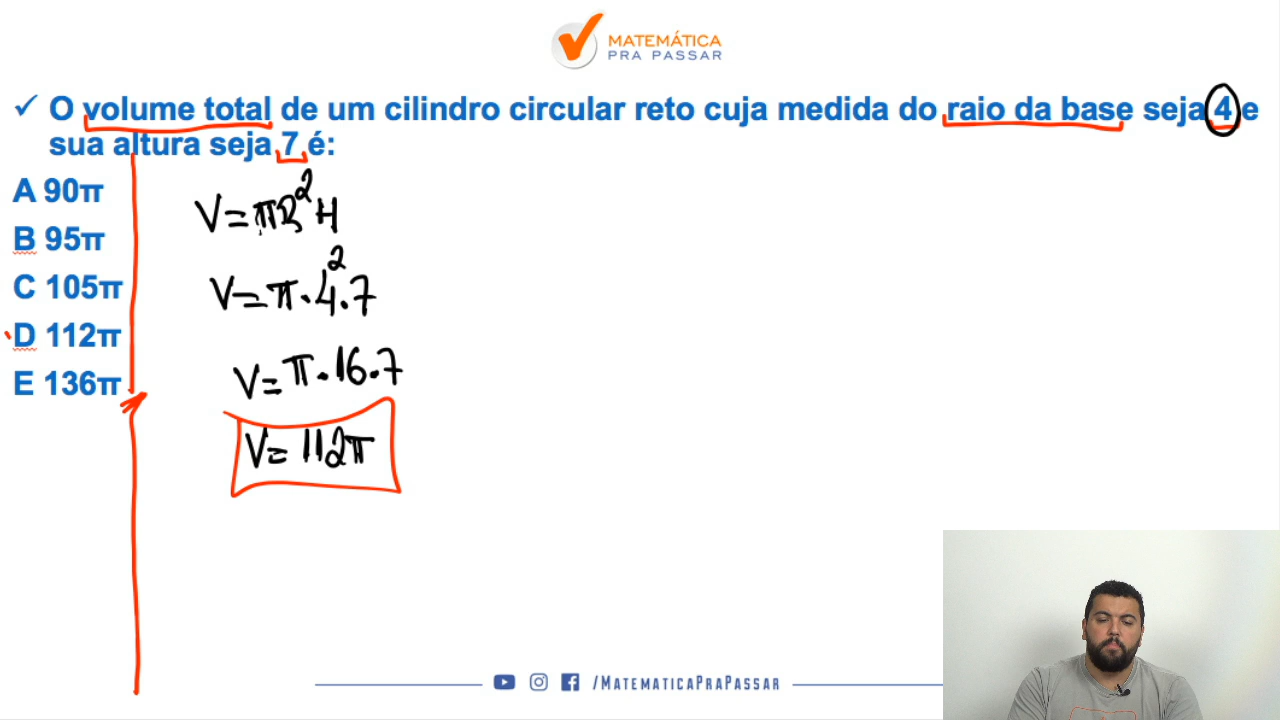 MATEMÁTICA
PRA PASSAR
✓ O volume total de um cilindro circular reto cuja medida do raio da base seja 4 e
sua altura seja 7 é:
A 90π
B 95π
C 105π
D 112π
E 136π
V=πR²H
V=π.4².7
V=π.16.7
V=112π
/MATEMATICAPRAPASSAR